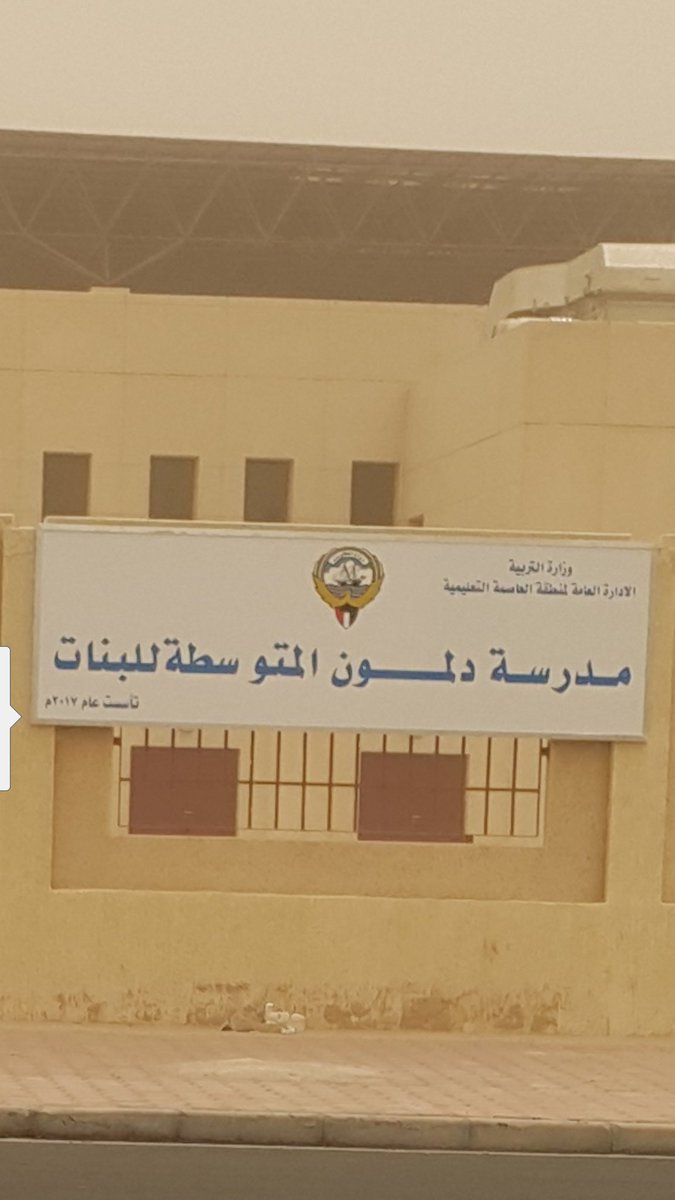 وزارة التربية
الادارة العامة لمنطقة العاصمة التعليمية
مدرسة دلمون المتوسطة للبنات
تأسست عام ٢٠١٧م